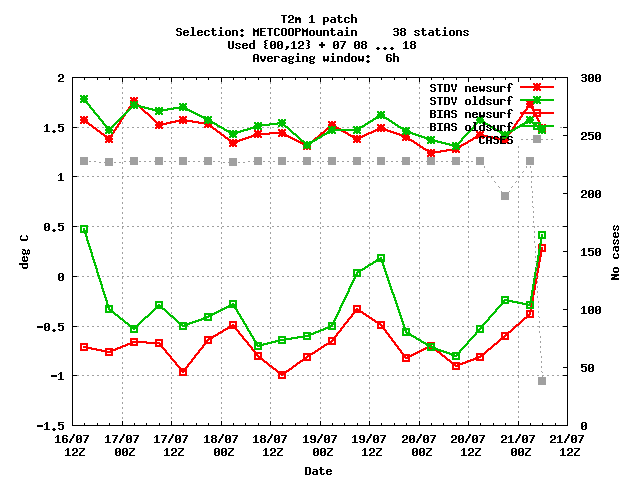 T2m 1 patch
Selection: METCOOPMountain 38 stations
Used {00,12} + 07 08 ... 18
Averaging window: 6h
STDV newsurf
STDV oldsurf
BIAS newsurf
BIAS oldsurf
CASES
2
1.5
1
0.5
0
-0.5
-1
-1.5
300
250
200
150
100
50
0
deg C
No cases
16/07 17/07 17/07 18/07 18/07 19/07 19/07 20/07 20/07 21/07 21/07
12Z 00Z 12Z 00Z 12Z 00Z 12Z 00Z 12Z 00Z 12Z
Date